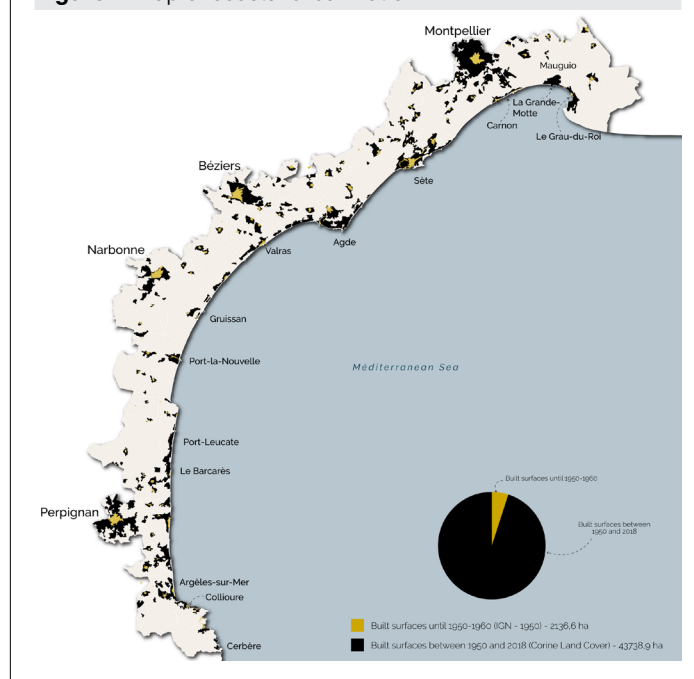 Montpellier
Mauguio
La Grande-
Motte
Carnon
Le Grau-du-Roi
Sète
Béziers
Agde
Valras
Narbonne
Gruissan
Port-la-Nouvelle
Méditerranean Sea
Port-Leucate
Le Barcarès
Built surfaces until 1950-1960
Perpignan
Built surfaces between
1950 and 2018
Argèles-sur-Mer
Collioure
Built surfaces until 1950-1960 (IGN - 1950) - 2136,6 ha
Built surfaces between 1950 and 2018 (Corine Land Cover) - 43738,9 ha
Cerbère